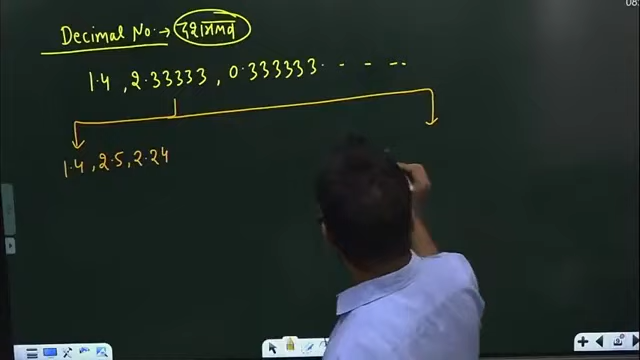 Decimal No. → दशमलव
1.4 , 2.33333 , 0.333333. - - - -
1.4 , 2.5 , 2.24